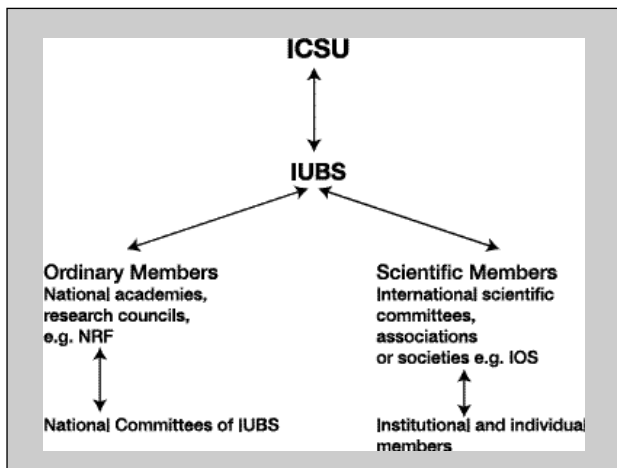 ICSU
IUBS
Ordinary Members
National academies,
research councils,
e.g. NRF
National Committees of IUBS
Scientific Members
International scientific
committees,
associations
or societies e.g. IOS
Institutional and individual
members